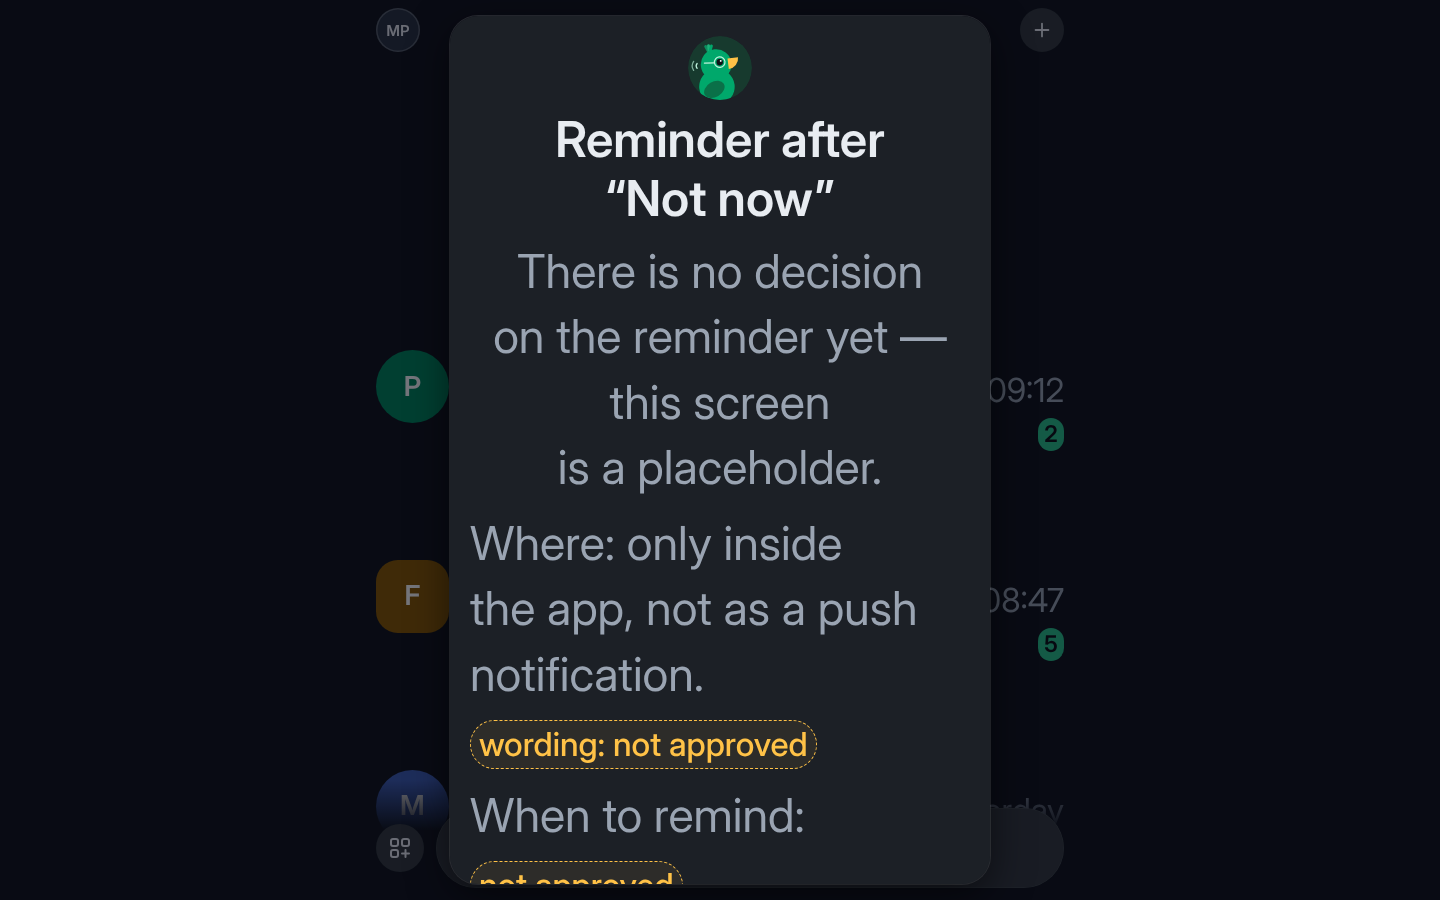 MP
Reminder after
“Not now”
There is no decision
on the reminder yet —
this screen
is a placeholder.
Where: only inside
the app, not as a push
notification.
wording: not approved
When to remind:
not approved
P
09:12
2
F
08:47
5
M